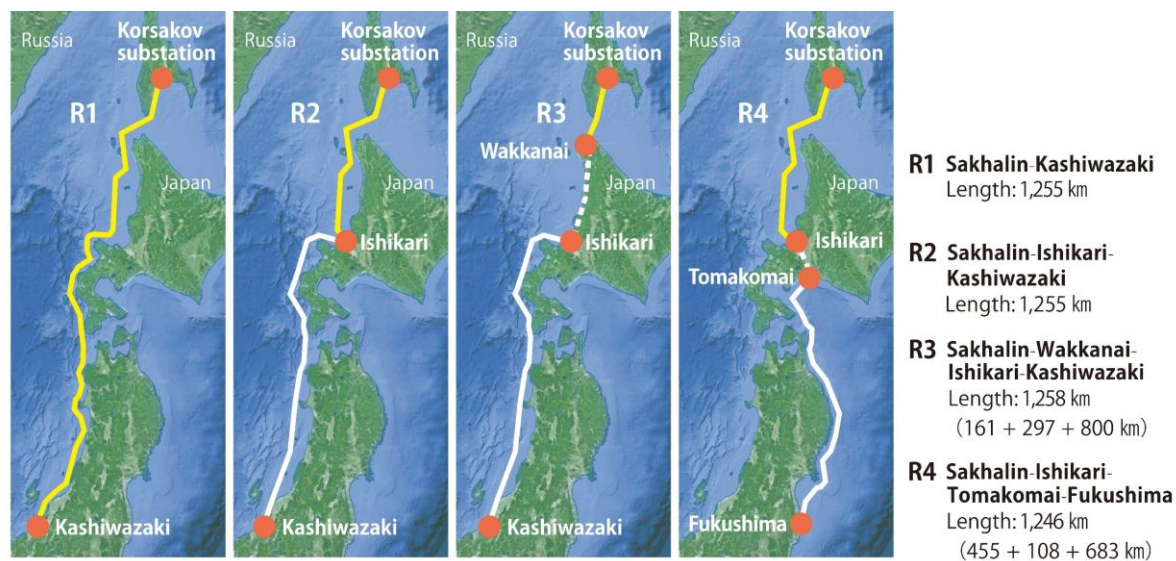 Russia
Korsakov
substation
R1
Japan
Kashiwazaki
Russia
Korsakov
substation
R2
Japan
Ishikari
Kashiwazaki
Russia
Korsakov
substation
R3
Wakkanai
Japan
Ishikari
Kashiwazaki
Russia
Korsakov
substation
R4
Japan
Ishikari
Tomakomai
Fukushima
R1 Sakhalin-Kashiwazaki
Length: 1,255 km
R2 Sakhalin-Ishikari-
Kashiwazaki
Length: 1,255 km
R3 Sakhalin-Wakkanai-
Ishikari-Kashiwazaki
Length: 1,258 km
(161 + 297 + 800 km)
R4 Sakhalin-Ishikari-
Tomakomai-Fukushima
Length: 1,246 km
(455 + 108 + 683 km)